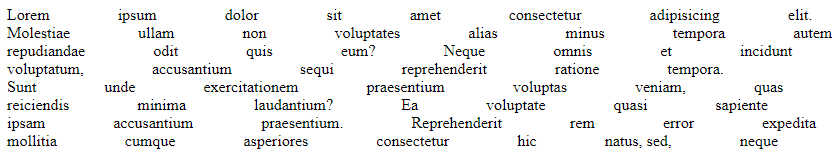 Lorem ipsum dolor sit amet consectetur adipisicing elit.
Molestiae ullam non voluptates alias minus tempora autem
repudiandae odit quis eum? Neque omnis et incidunt
voluptatum, accusantium sequi reprehenderit ratione tempora.
Sunt unde exercitationem praesentium voluptas veniam, quas
reiciendis minima laudantium? Ea voluptate quasi sapiente
ipsam accusantium praesentium. Reprehenderit rem error expedita
mollitia cumque asperiores consectetur hic natus, sed, neque